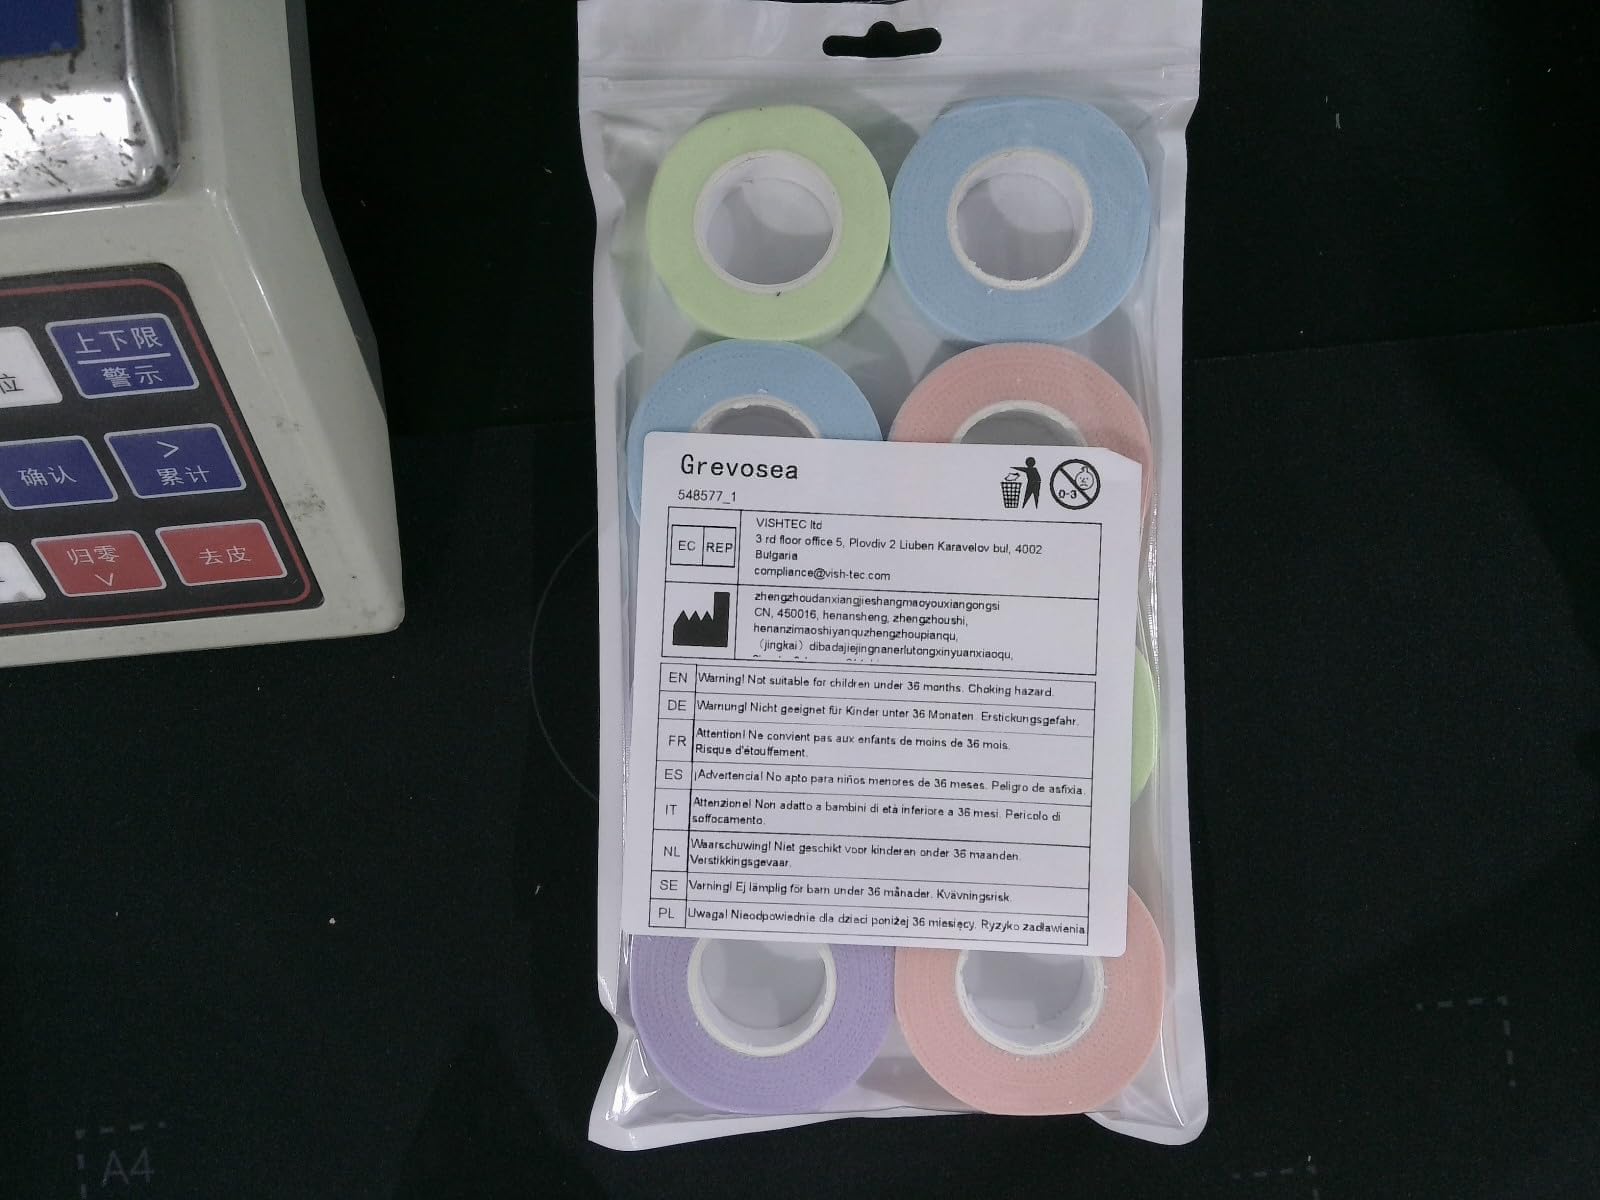 位
上下限
警示
确认
>
累计
归零
去皮
Grevosea
548577_1
0-3
EC REP
VISHTEC ltd
3 rd floor office 5, Plovdiv 2 Liuben Karavelov bul, 4002
Bulgaria
compliance@vish-tec.com
zhengzhoudanxiangjieshangmaoyouxiangongsi
CN, 450016, henansheng, zhengzhoushi,
henanzimaoshiyanquzhengzhoupianqu,
（jingkai）dibadajiejingnanerlutongxinyuanxiaoqu,
EN Warning! Not suitable for children under 36 months. Choking hazard.
DE Warnung! Nicht geeignet für Kinder unter 36 Monaten. Erstickungsgefahr.
FR Attention! Ne convient pas aux enfants de moins de 36 mois.
Risque d'étouffement.
ES ¡Advertencia! No apto para niños menores de 36 meses. Peligro de asfixia.
IT Attenzione! Non adatto a bambini di età inferiore a 36 mesi. Pericolo di
soffocamento.
NL Waarschuwing! Niet geschikt voor kinderen onder 36 maanden.
Verstikkingsgevaar.
SE Varning! Ej lämplig för barn under 36 månader. Kvävningsrisk.
PL Uwaga! Nieodpowiednie dla dzieci poniżej 36 miesięcy. Ryzyko zadławienia
A4